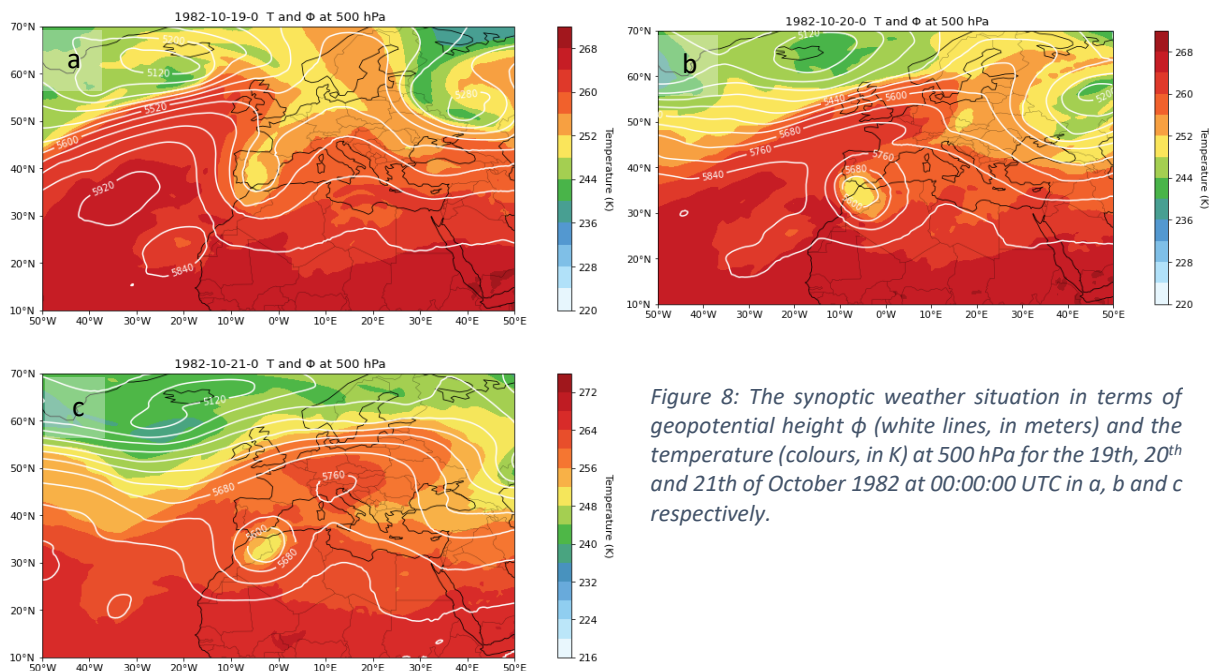 1982-10-19-0 T and Φ at 500 hPa
a
70°N
60°N
50°N
40°N
30°N
20°N
10°N
50°W 40°W 30°W 20°W 10°W 0°W 10°E 20°E 30°E 40°E 50°E
5200
5120
5520
5600
5920
5840
5280
268
260
252
244
236
228
220
Temperature (K)
1982-10-20-0 T and Φ at 500 hPa
b
70°N
60°N
50°N
40°N
30°N
20°N
10°N
50°W 40°W 30°W 20°W 10°W 0°W 10°E 20°E 30°E 40°E 50°E
5120
5440
5600
5680
5760
5840
5760
5680
268
260
252
244
236
228
220
Temperature (K)
1982-10-21-0 T and Φ at 500 hPa
c
70°N
60°N
50°N
40°N
30°N
20°N
10°N
50°W 40°W 30°W 20°W 10°W 0°W 10°E 20°E 30°E 40°E 50°E
5120
5680
5760
5600
5680
272
264
256
248
240
232
224
216
Temperature (K)
Figure 8: The synoptic weather situation in terms of
geopotential height ϕ (white lines, in meters) and the
temperature (colours, in K) at 500 hPa for the 19th, 20th
and 21th of October 1982 at 00:00:00 UTC in a, b and c
respectively.